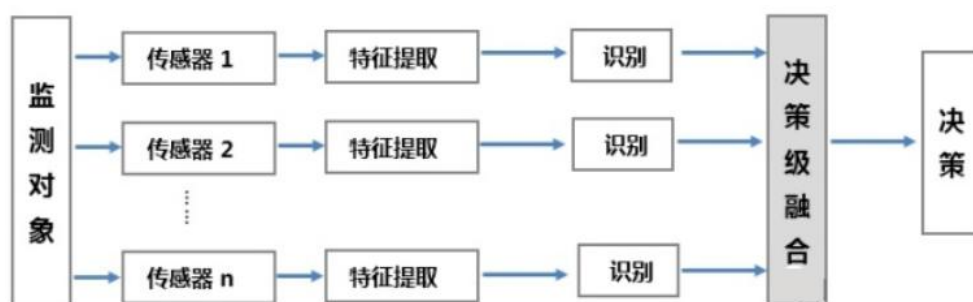 监测对象
传感器 1
特征提取
识别
传感器 2
特征提取
识别
传感器 n
特征提取
识别
决策级融合
决策